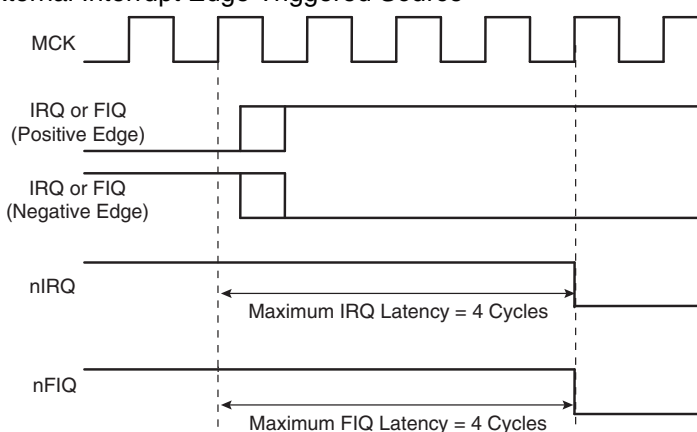 Interrupt Edge Triggered Source
MCK
IRQ or FIQ
(Positive Edge)
IRQ or FIQ
(Negative Edge)
nIRQ
Maximum IRQ Latency = 4 Cycles
nFIQ
Maximum FIQ Latency = 4 Cycles